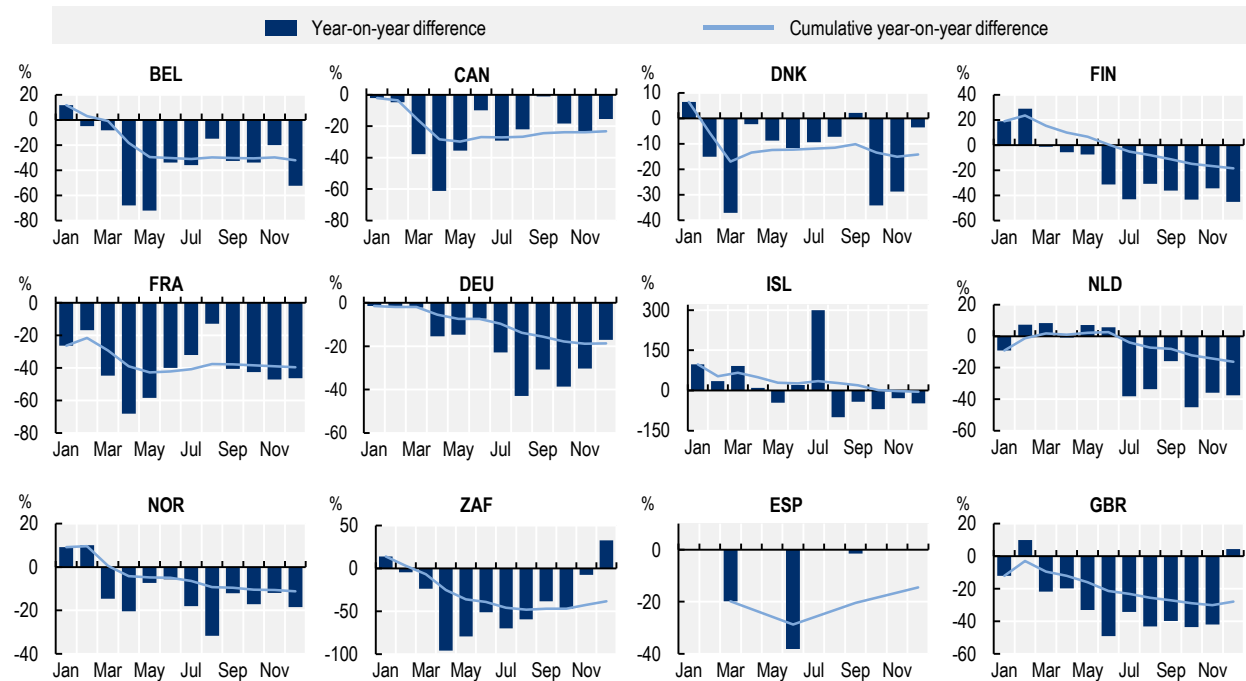 Year-on-year difference Cumulative year-on-year difference
% BEL % CAN % DNK % FIN
20 0 -20 -40 -60 -80
Jan Mar May Jul Sep Nov
0 -20 -40 -60 -80
Jan Mar May Jul Sep Nov
10 0 -10 -20 -30 -40
Jan Mar May Jul Sep Nov
40 20 0 -20 -40 -60
Jan Mar May Jul Sep Nov
% FRA % DEU % ISL % NLD
0 -20 -40 -60 -80
Jan Mar May Jul Sep Nov
0 -20 -40 -60
Jan Mar May Jul Sep Nov
300 150 0 -150
Jan Mar May Jul Sep Nov
20 0 -20 -40 -60
Jan Mar May Jul Sep Nov
% NOR % ZAF % ESP % GBR
20 0 -20 -40
Jan Mar May Jul Sep Nov
50 0 -50 -100
Jan Mar May Jul Sep Nov
0 -20 -40
Jan Mar May Jul Sep Nov
20 0 -20 -40 -60
Jan Mar May Jul Sep Nov